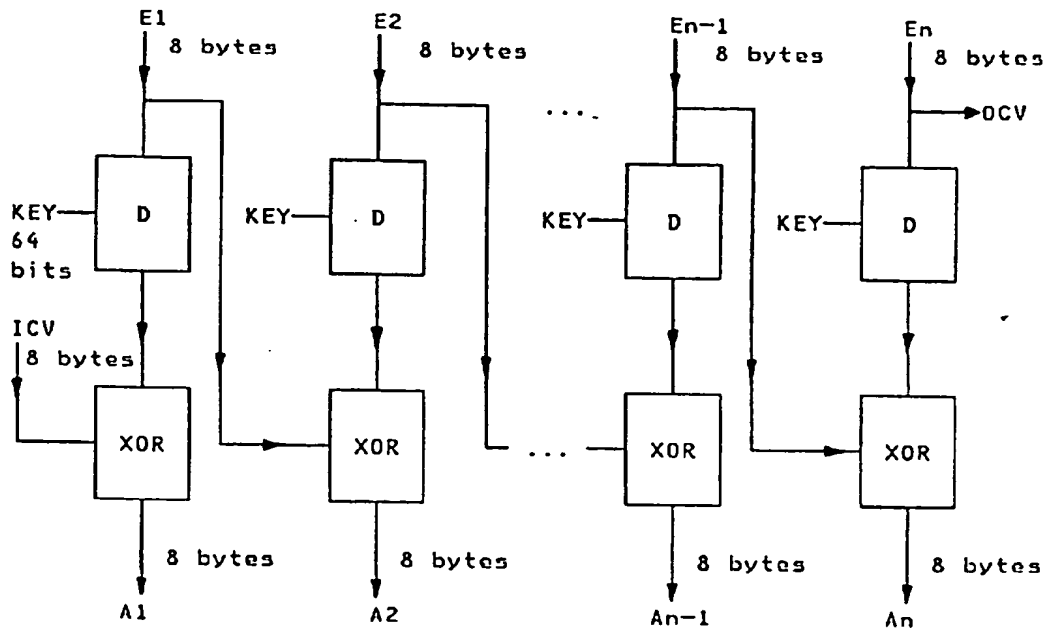 E1 E2 En-1 En
8 bytes 8 bytes 8 bytes 8 bytes
.... OCV
KEY D KEY D KEY D KEY D
64
bits
ICV
8 bytes
XOR XOR ... XOR XOR
8 bytes 8 bytes 8 bytes 8 bytes
A1 A2 An-1 An